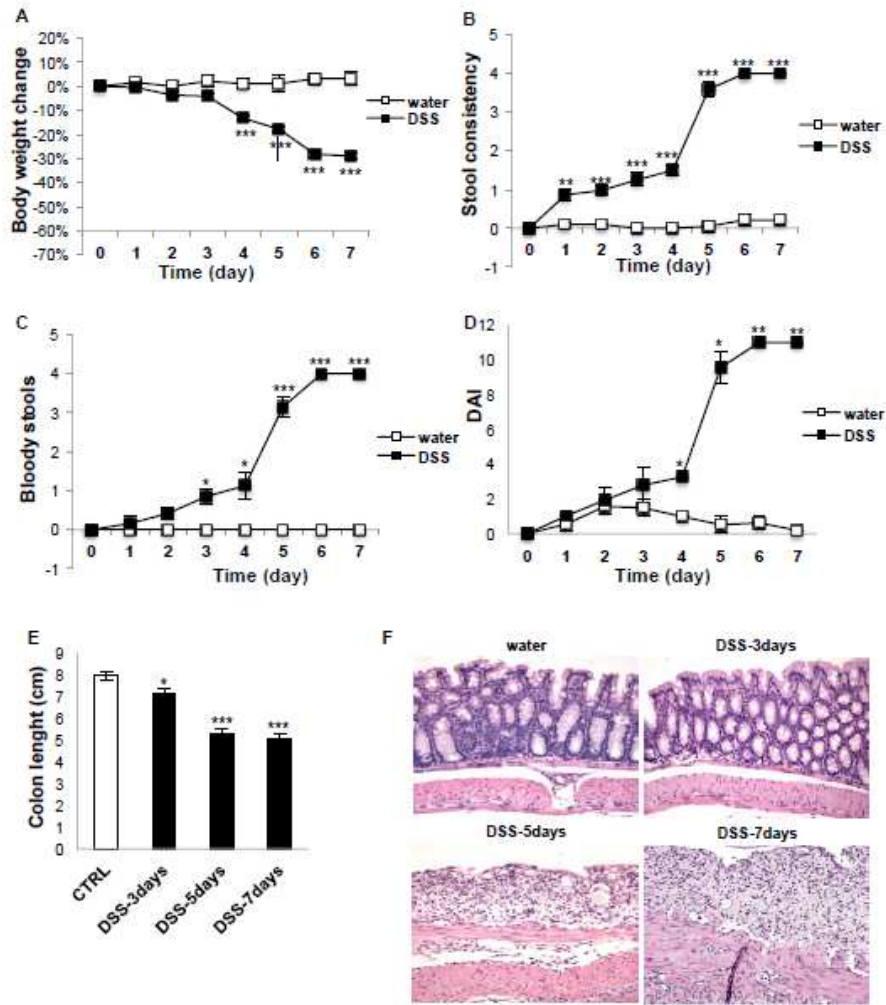 A
20%
10%
0%
-10%
-20%
-30%
-40%
-50%
-60%
-70%
Body weight change
*** *** *** ***
water
DSS
0 1 2 3 4 5 6 7
Time (day)
B
5
4
3
2
1
0
-1
Stool consistency
** *** *** *** *** *** ***
water
DSS
0 1 2 3 4 5 6 7
Time (day)
C
5
4
3
2
1
0
-1
Bloody stools
* * *** *** ***
water
DSS
0 1 2 3 4 5 6 7
Time (day)
D
12
10
8
6
4
2
0
DAI
* * ** **
water
DSS
0 1 2 3 4 5 6 7
Time (day)
E
9
8
7
6
5
4
3
2
1
0
Colon lenght (cm)
* *** ***
CTRL
DSS-3days
DSS-5days
DSS-7days
F
water
DSS-3days
DSS-5days
DSS-7days